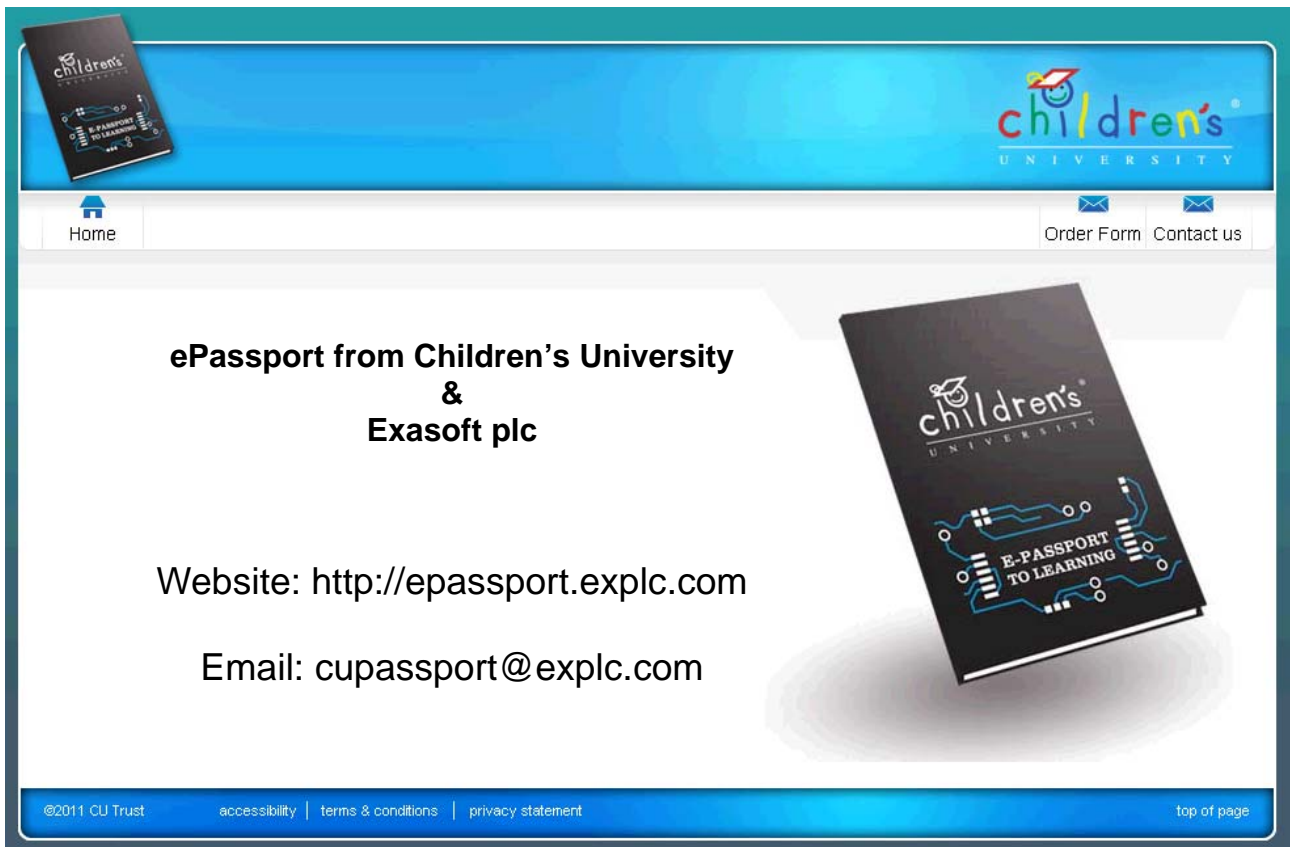 children's
UNIVERSITY
E-PASSPORT
TO LEARNING
children's
UNIVERSITY
Home
Order Form
Contact us
ePassport from Children’s University
&
Exasoft plc
Website: http://epassport.explc.com
Email: cupassport@explc.com
children's
UNIVERSITY
E-PASSPORT
TO LEARNING
©2011 CU Trust
accessibility | terms & conditions | privacy statement
top of page